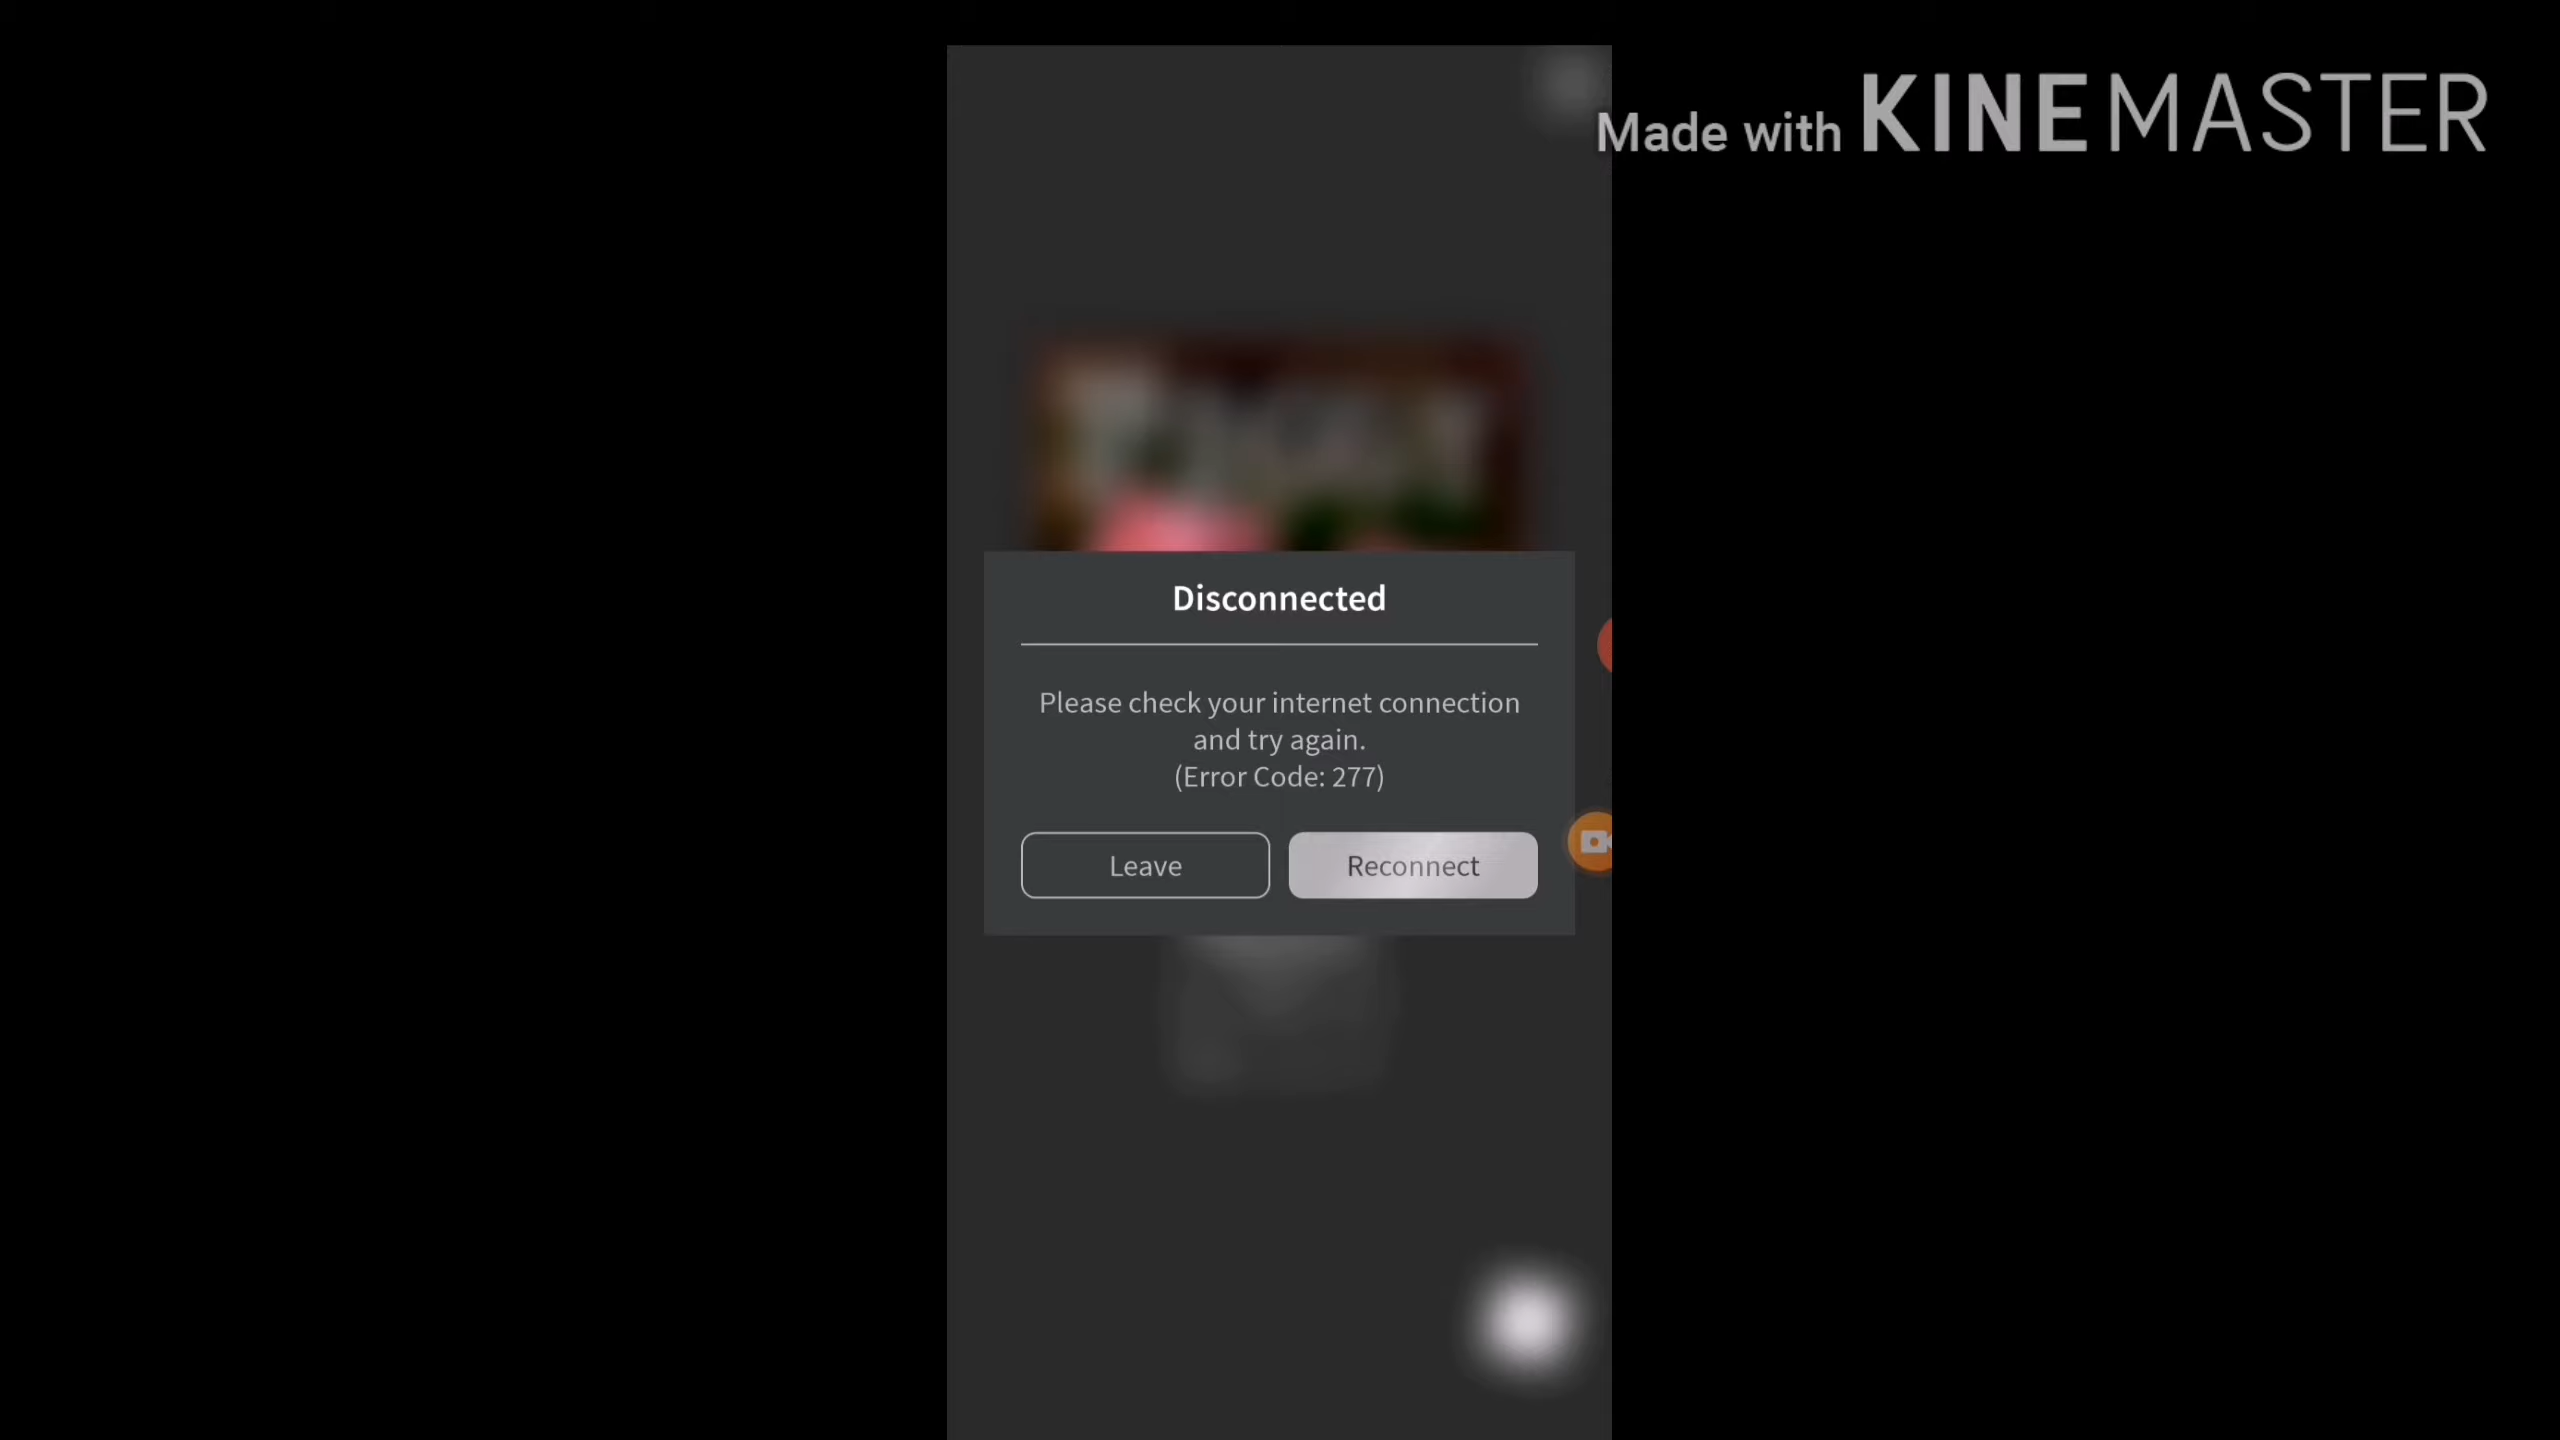 Made with KINEMASTER
Disconnected
Please check your internet connection
and try again.
(Error Code: 277)
Leave
Reconnect